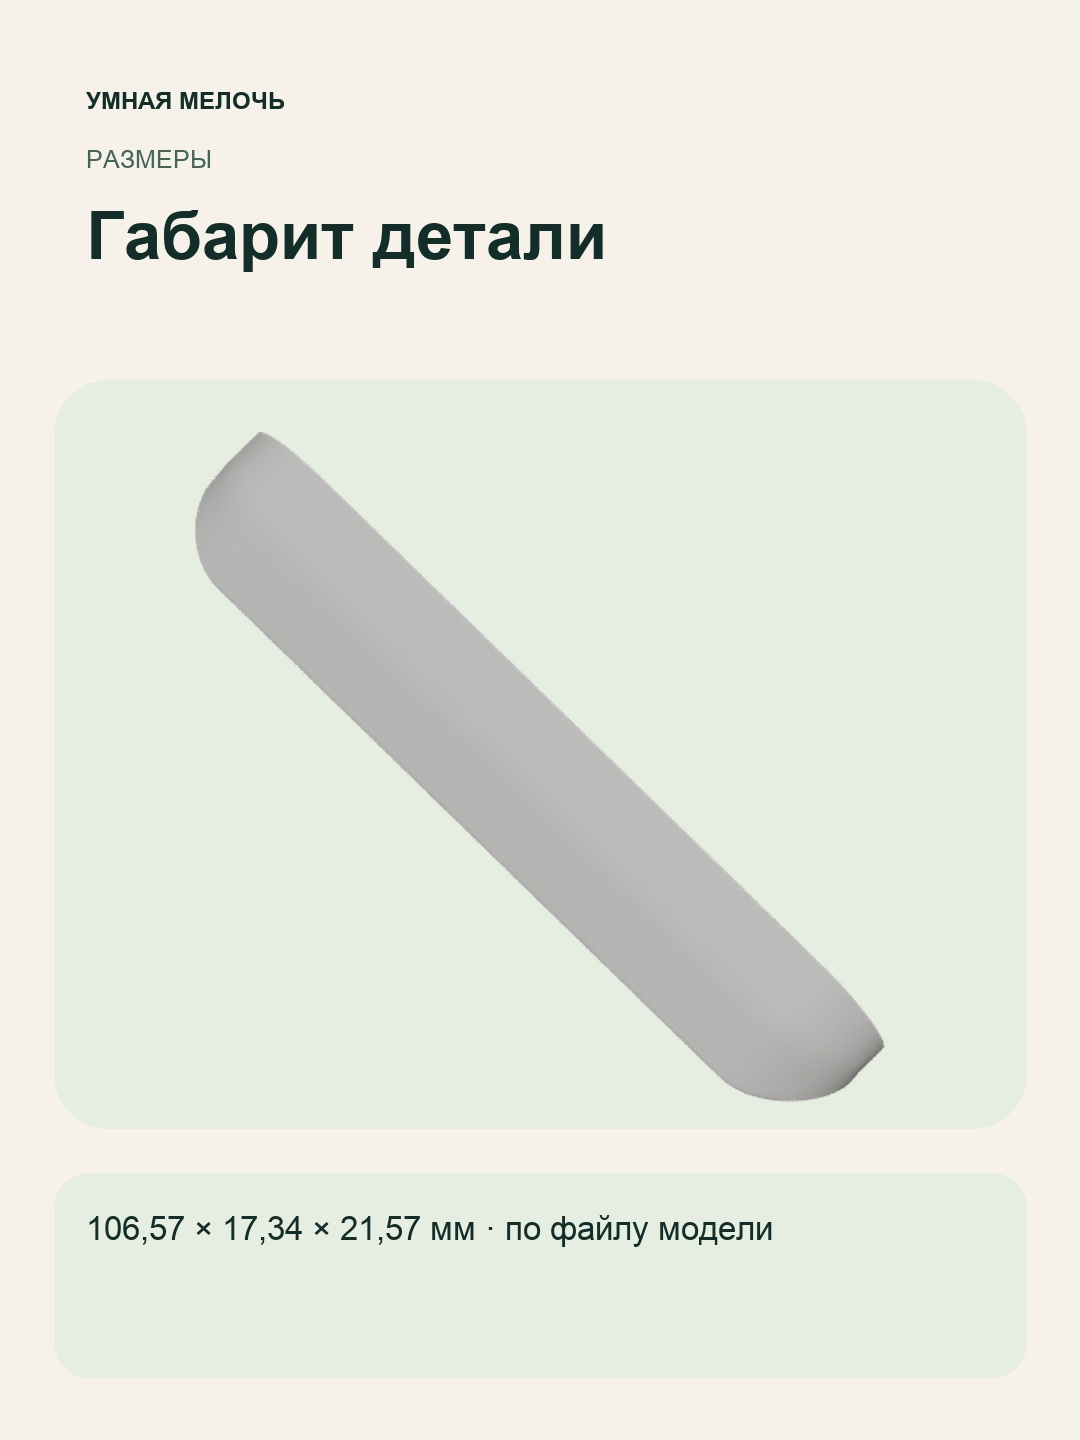 УМНАЯ МЕЛОЧЬ
РАЗМЕРЫ
Габарит детали
106,57 × 17,34 × 21,57 мм · по файлу модели